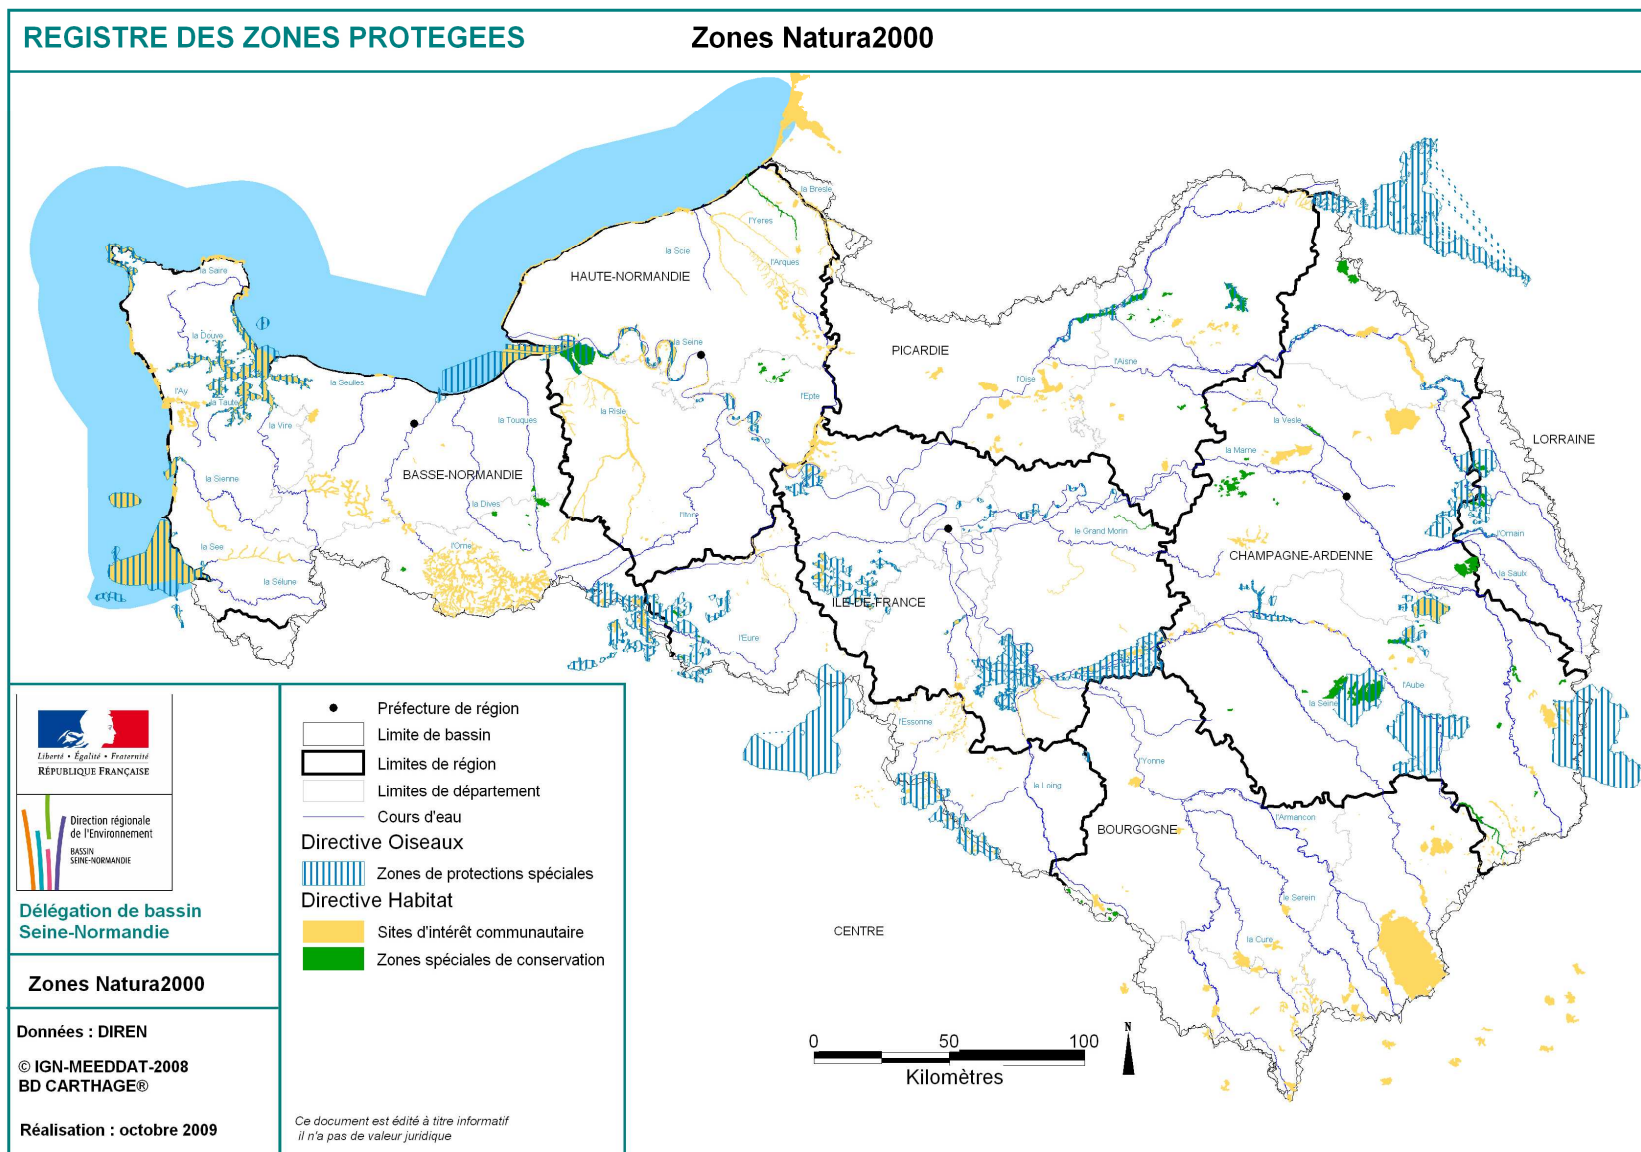 REGISTRE DES ZONES PROTEGEES
Zones Natura2000
la Bresle
l'Yeres
la Scie
l'Arques
HAUTE-NORMANDIE
la Saire
la Douve
la Seine
PICARDIE
l'Aisne
l'Oise
l'Ay
la Taute
la Seulles
la Vire
la Touques
la Risle
l'Epte
la Vesle
la Marne
LORRAINE
BASSE-NORMANDIE
la Sienne
la Dives
l'Iton
le Grand Morin
CHAMPAGNE-ARDENNE
l'Ornain
la See
l'Orne
la Saulx
la Sélune
ILE-DE-FRANCE
l'Eure
l'Aube
la Seine
l'Essonne
l'Yonne
le Loing
l'Armancon
BOURGOGNE
le Serein
la Cure
CENTRE
0 50 100
Kilomètres
N
Liberté • Égalité • Fraternité
RÉPUBLIQUE FRANÇAISE
Direction régionale
de l'Environnement
BASSIN
SEINE-NORMANDIE
Délégation de bassin
Seine-Normandie
Zones Natura2000
Données : DIREN
© IGN-MEEDDAT-2008
BD CARTHAGE®
Réalisation : octobre 2009
Préfecture de région
Limite de bassin
Limites de région
Limites de département
Cours d'eau
Directive Oiseaux
Zones de protections spéciales
Directive Habitat
Sites d'intérêt communautaire
Zones spéciales de conservation
Ce document est édité à titre informatif
il n'a pas de valeur juridique